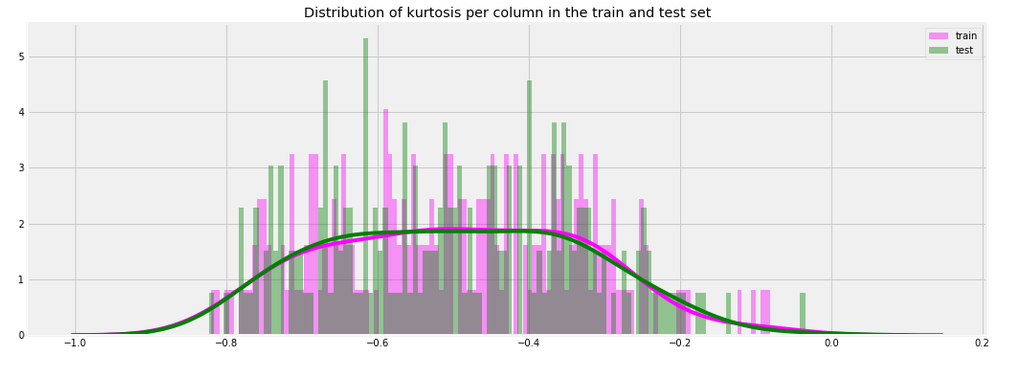 Distribution of kurtosis per column in the train and test set
train
test
5
4
3
2
1
0
−1.0 −0.8 −0.6 −0.4 −0.2 0.0 0.2